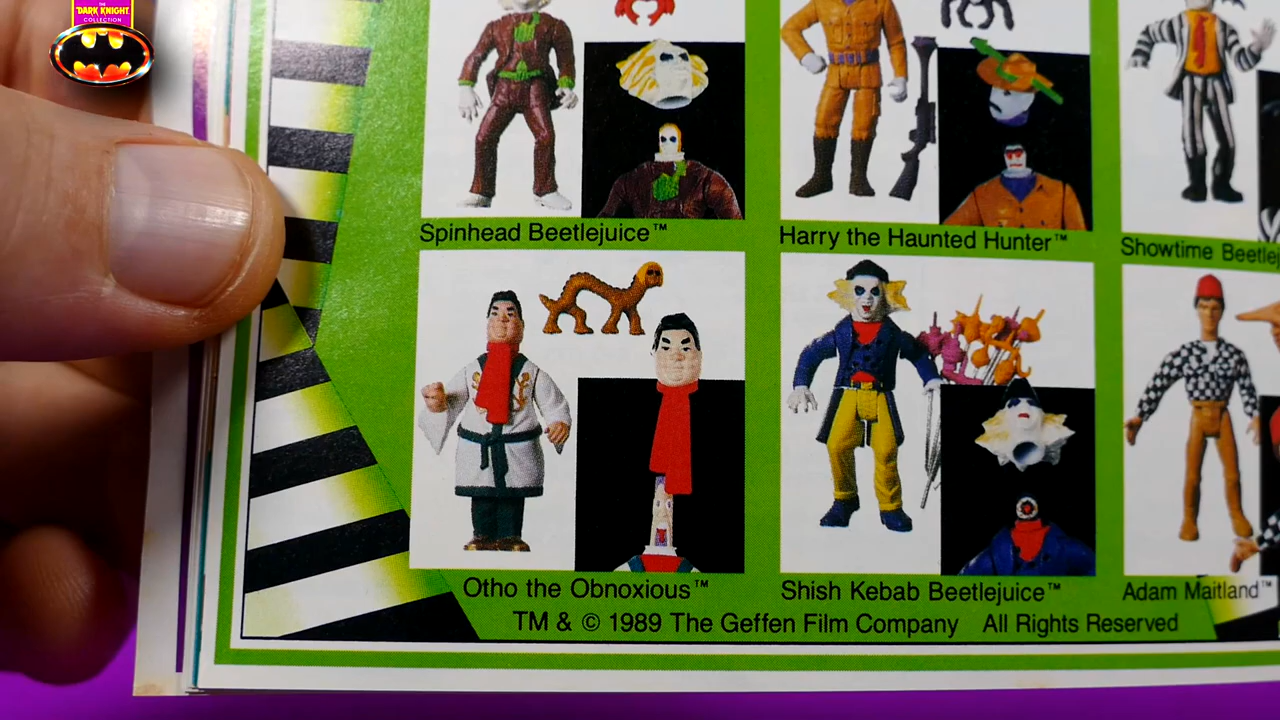 THE
DARK KNIGHT
COLLECTION
Spinhead Beetlejuice™
Harry the Haunted Hunter™
Showtime
Otho the Obnoxious™
Shish Kebab Beetlejuice™
Adam Maitland™
TM & © 1989 The Geffen Film Company All Rights Reserved